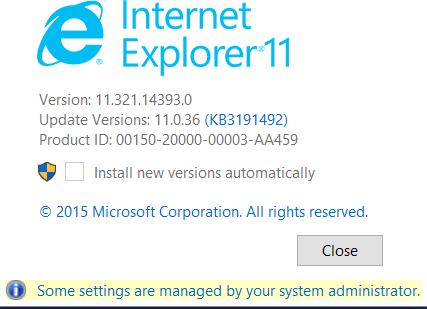 Internet
Explorer®11
Version: 11.321.14393.0
Update Versions: 11.0.36 (KB3191492)
Product ID: 00150-20000-00003-AA459
Install new versions automatically
© 2015 Microsoft Corporation. All rights reserved.
Close
Some settings are managed by your system administrator.